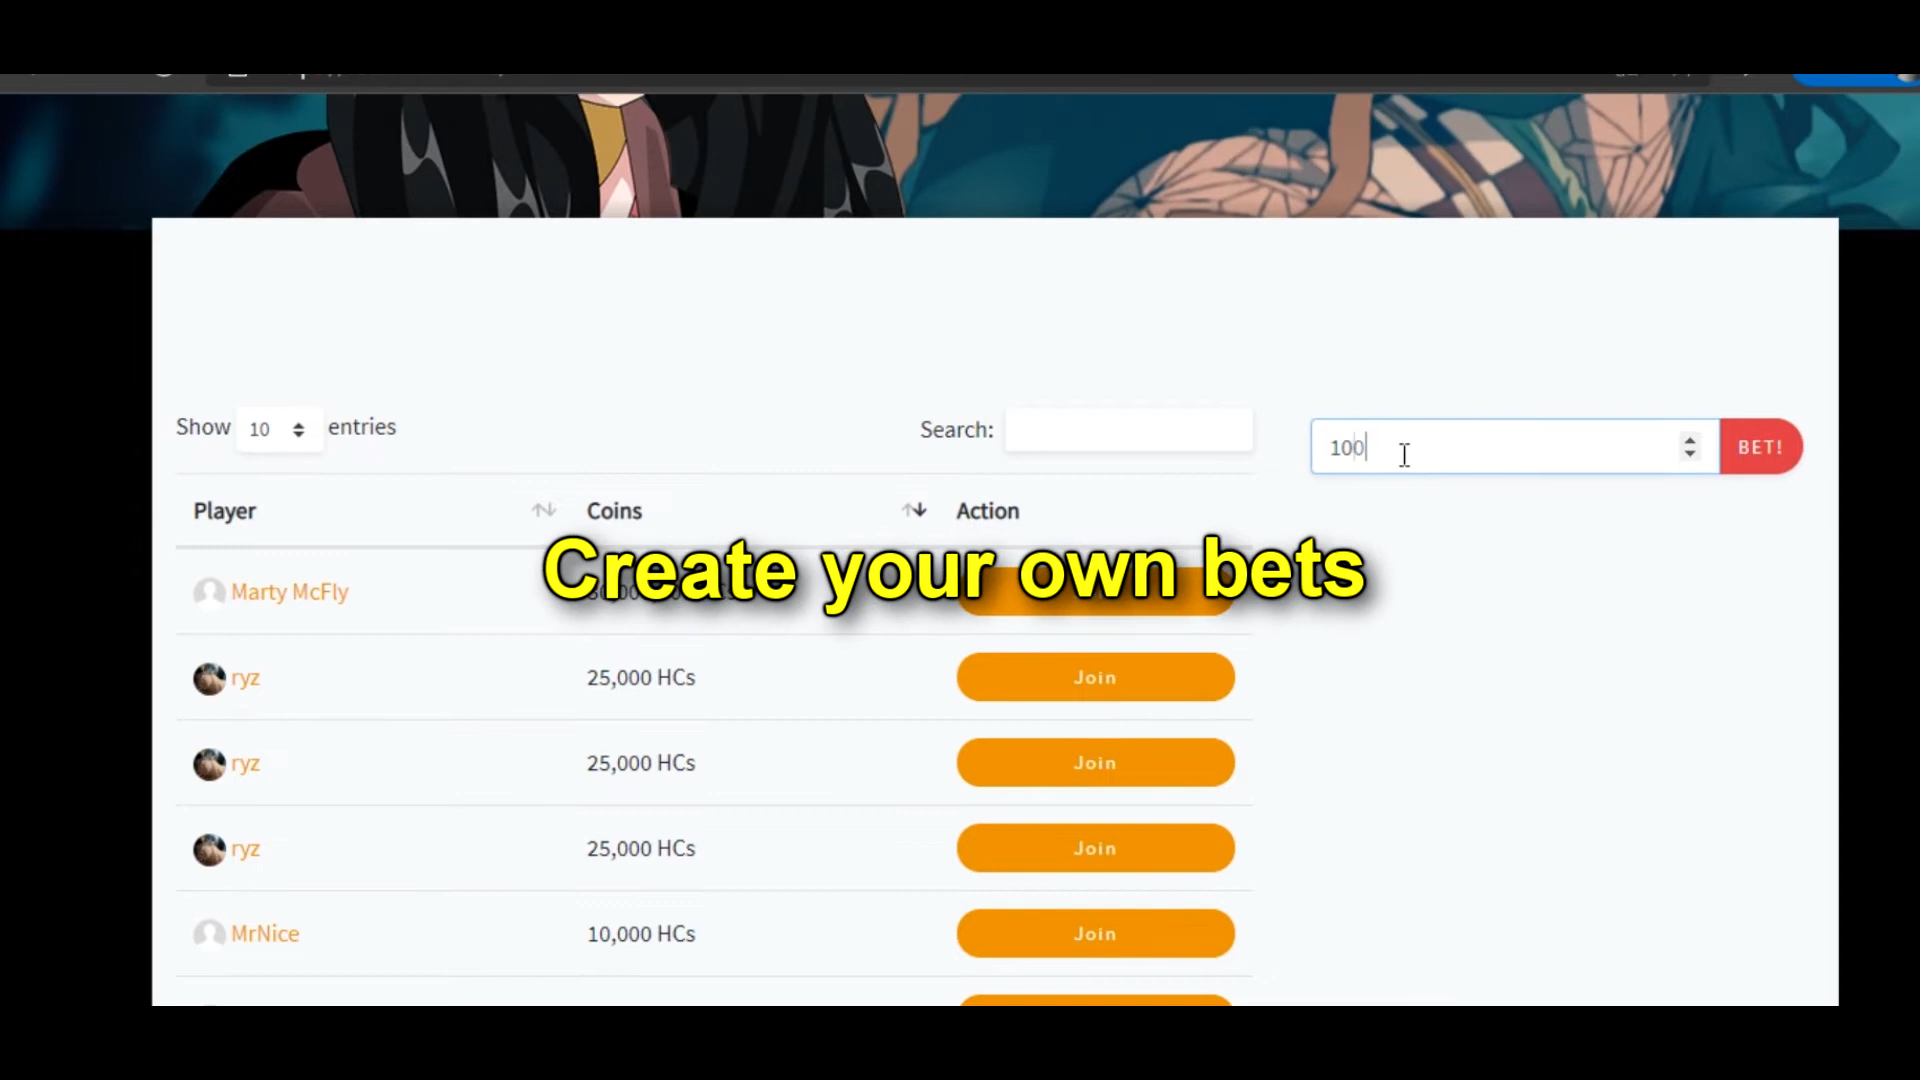 Show 10 entries
Search:
100
BET!
Player
Coins
Action
Create your own bets
Marty McFly
ryz 25,000 HCs Join
ryz 25,000 HCs Join
ryz 25,000 HCs Join
MrNice 10,000 HCs Join